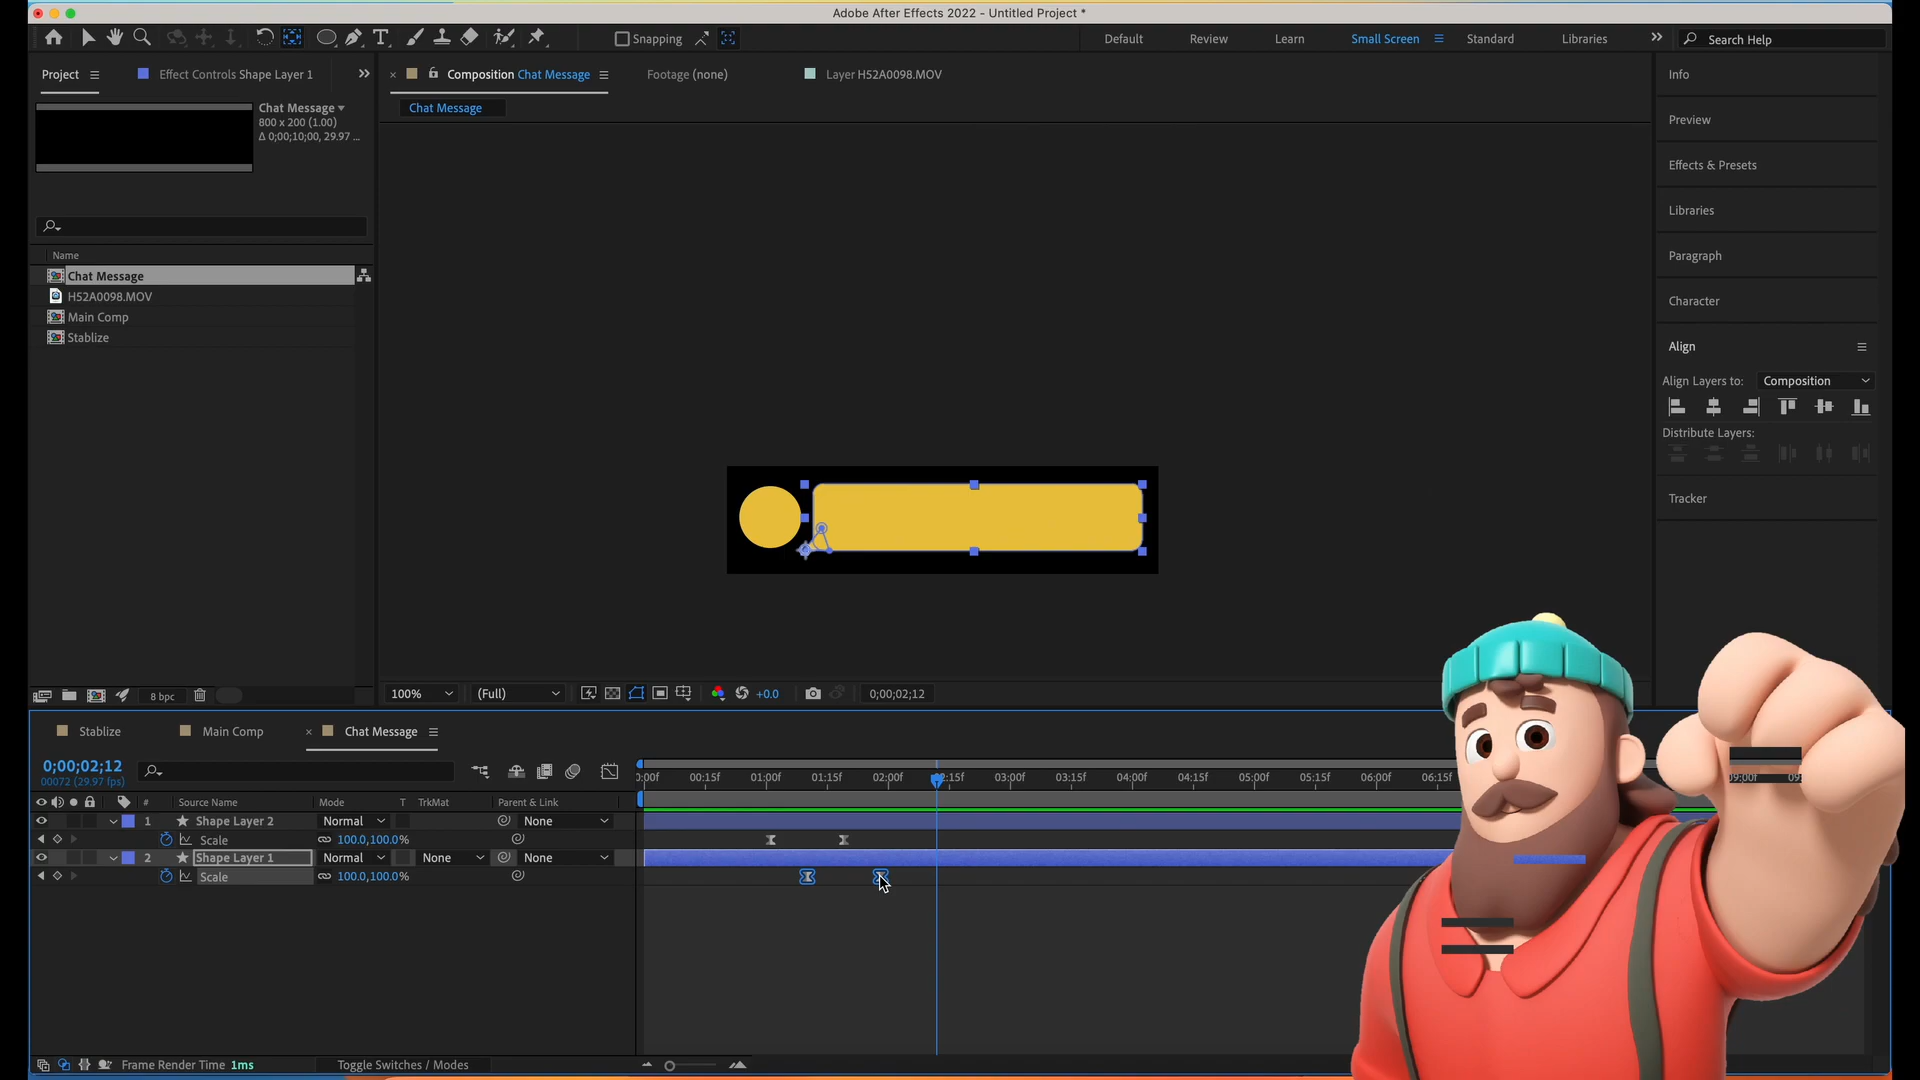 Adobe After Effects 2022 - Untitled Project *
Snapping
Default
Review
Learn
Small Screen
Standard
Libraries
Search Help
Project
Effect Controls Shape Layer 1
Composition Chat Message
Footage (none)
Layer H52A0098.MOV
Chat Message
Chat Message
800 x 200 (1.00)
Δ 0;00;10;00, 29.97 ...
Name
Chat Message
H52A0098.MOV
Main Comp
Stablize
Info
Preview
Effects & Presets
Libraries
Paragraph
Character
Align
Align Layers to: Composition
Distribute Layers:
Tracker
8 bpc
100%
(Full)
+0.0
0;00;02;12
Stablize
Main Comp
Chat Message
0;00;02;12
00072 (29.97 fps)
00:15f 01:00f 01:15f 02:00f 03:00f 03:15f 04:00f 04:15f 05:00f 05:15f 06:00f 06:15f
# Source Name Mode T TrkMat Parent & Link
1 Shape Layer 2 Normal None
Scale 100.0,100.0%
2 Shape Layer 1 Normal None None
Scale 100.0,100.0%
Frame Render Time 1ms
Toggle Switches / Modes